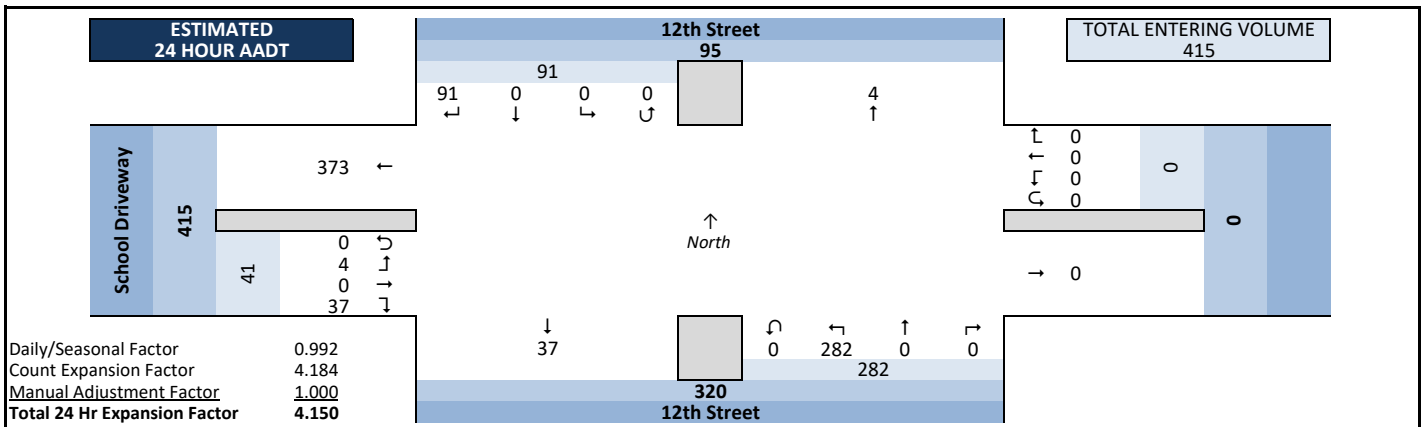 ESTIMATED
24 HOUR AADT
12th Street
95
TOTAL ENTERING VOLUME
415
91
91 0 0 0
↵ ↓ ↳ ↺
4
↑
School Driveway
415
373 ←
↑
North
41
0 ↺
4 ↰
0 →
37 ↴
↱ 0
← 0
↲ 0
↺ 0
0
0
→ 0
↓
37
↶ ↰ ↑ ↱
0 282 0 0
282
320
12th Street
Daily/Seasonal Factor 0.992
Count Expansion Factor 4.184
Manual Adjustment Factor 1.000
Total 24 Hr Expansion Factor 4.150